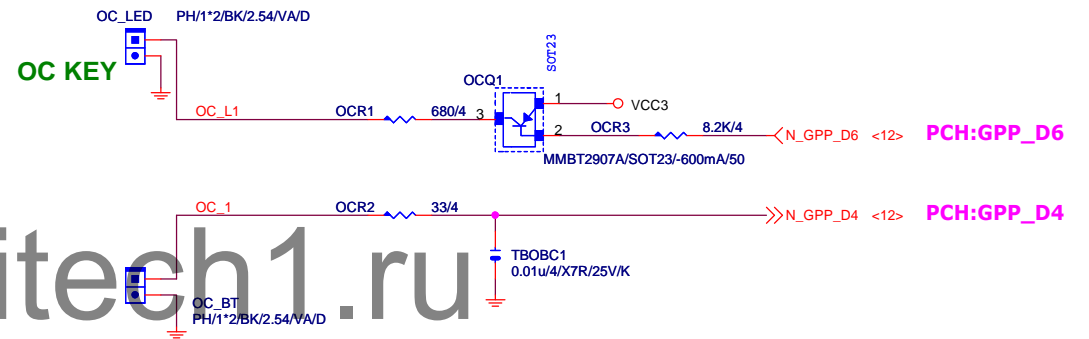 OC_LED PH/1*2/BK/2.54/VA/D
SOT23
OC KEY
OCQ1
1 VCC3
OC_L1 OCR1 680/4 3
2 OCR3 8.2K/4 N_GPP_D6 <12> PCH:GPP_D6
MMBT2907A/SOT23/-600mA/50
OC_1 OCR2 33/4 N_GPP_D4 <12> PCH:GPP_D4
TBOBC1
0.01u/4/X7R/25V/K
itech1.ru
OC_BT
PH/1*2/BK/2.54/VA/D